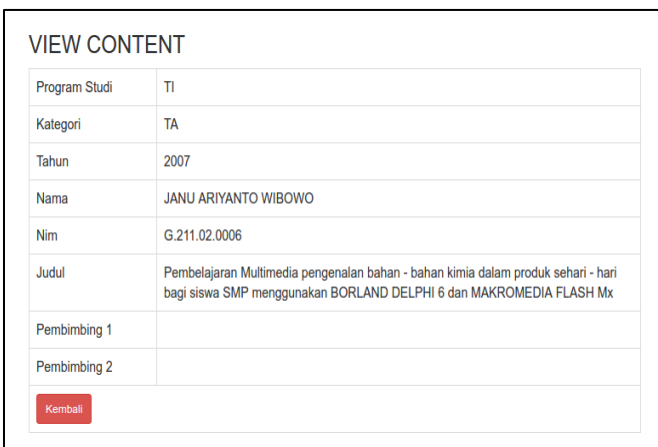 VIEW CONTENT
Program Studi TI
Kategori TA
Tahun 2007
Nama JANU ARIYANTO WIBOWO
Nim G.211.02.0006
Judul Pembelajaran Multimedia pengenalan bahan - bahan kimia dalam produk sehari - hari
bagi siswa SMP menggunakan BORLAND DELPHI 6 dan MAKROMEDIA FLASH Mx
Pembimbing 1
Pembimbing 2
Kembali